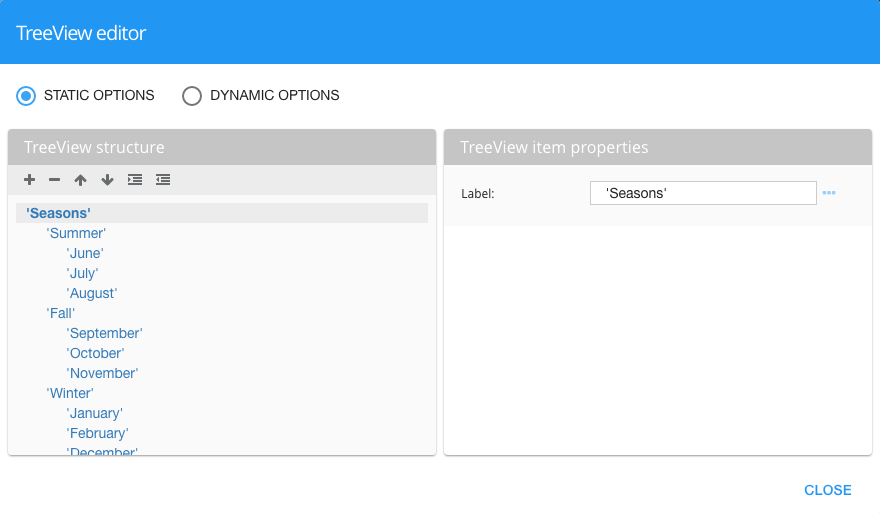 TreeView editor
STATIC OPTIONS DYNAMIC OPTIONS
TreeView structure
'Seasons'
'Summer'
'June'
'July'
'August'
'Fall'
'September'
'October'
'November'
'Winter'
'January'
'February'
'December'
TreeView item properties
Label: 'Seasons'
CLOSE